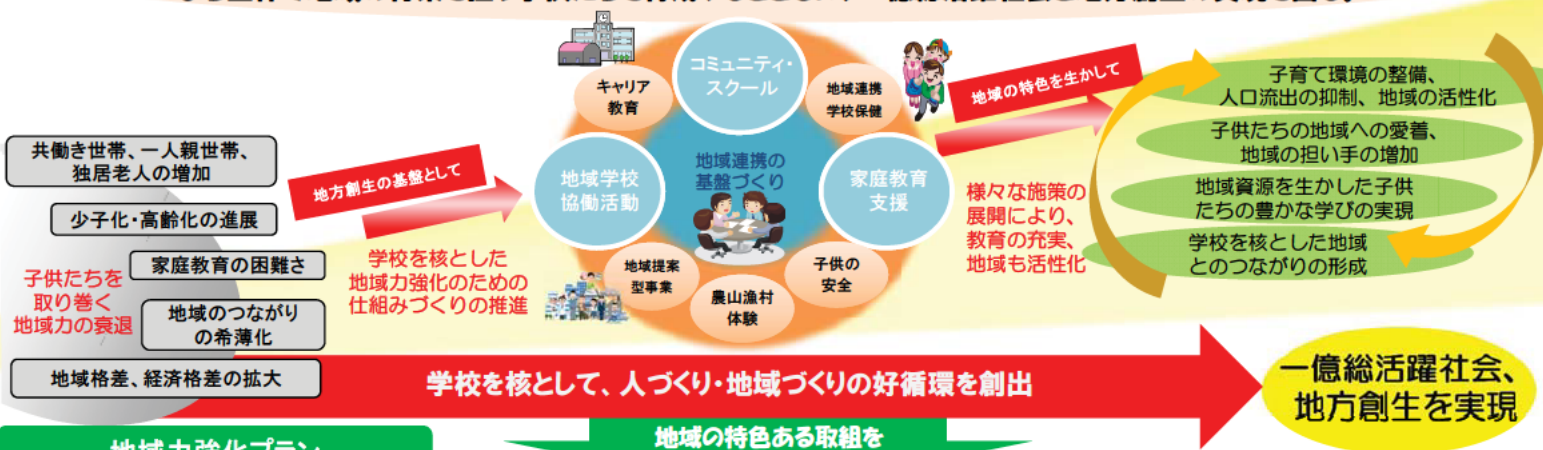 共働き世帯、一人親世帯、
独居老人の増加
少子化・高齢化の進展
家庭教育の困難さ
子供たちを
取り巻く
地域力の衰退
地域のつながり
の希薄化
地域格差、経済格差の拡大
地方創生の基盤として
学校を核とした
地域力強化のための
仕組みづくりの推進
コミュニティ・
スクール
キャリア
教育
地域連携
学校保健
地域学校
協働活動
地域連携の
基盤づくり
家庭教育
支援
地域提案
型事業
農山漁村
体験
子供の
安全
地域の特色を生かして
様々な施策の
展開により、
教育の充実、
地域も活性化
子育て環境の整備、
人口流出の抑制、地域の活性化
子供たちの地域への愛着、
地域の担い手の増加
地域資源を生かした子供
たちの豊かな学びの実現
学校を核とした地域
とのつながりの形成
学校を核として、人づくり・地域づくりの好循環を創出
一億総活躍社会、
地方創生を実現
地域力強化プラン
地域の特色ある取組を